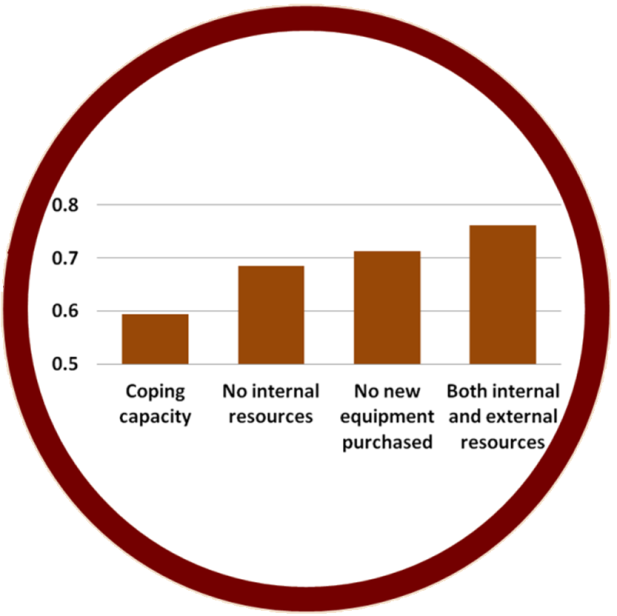 0.8
0.7
0.6
0.5
Coping
capacity
No internal
resources
No new
equipment
purchased
Both internal
and external
resources